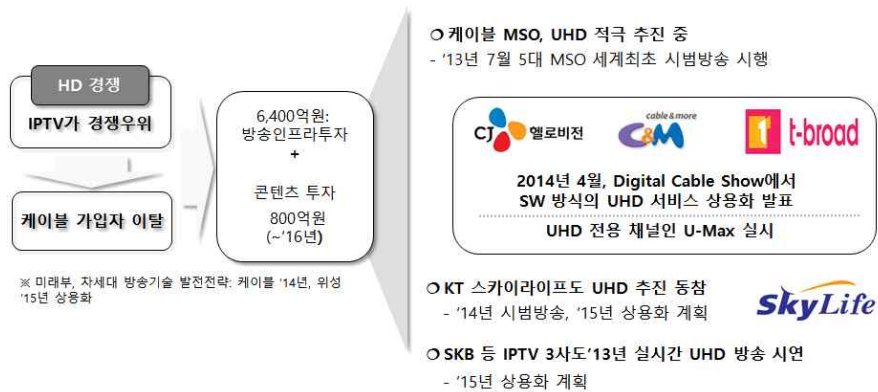 HD 경쟁
IPTV가 경쟁우위
케이블 가입자 이탈
※ 미래부, 차세대 방송기술 발전전략: 케이블 '14년, 위성
'15년 상용화
6,400억원:
방송인프라투자
+
콘텐츠 투자
800억원
(~'16년)
❍ 케이블 MSO, UHD 적극 추진 중
- '13년 7월 5대 MSO 세계최초 시범방송 시행
CJ 헬로비전
cable & more
C&M
t-broad
2014년 4월, Digital Cable Show에서
SW 방식의 UHD 서비스 상용화 발표
UHD 전용 채널인 U-Max 실시
❍ KT 스카이라이프도 UHD 추진 동참
- '14년 시범방송, '15년 상용화 계획
SkyLife
❍ SKB 등 IPTV 3사도'13년 실시간 UHD 방송 시연
- '15년 상용화 계획